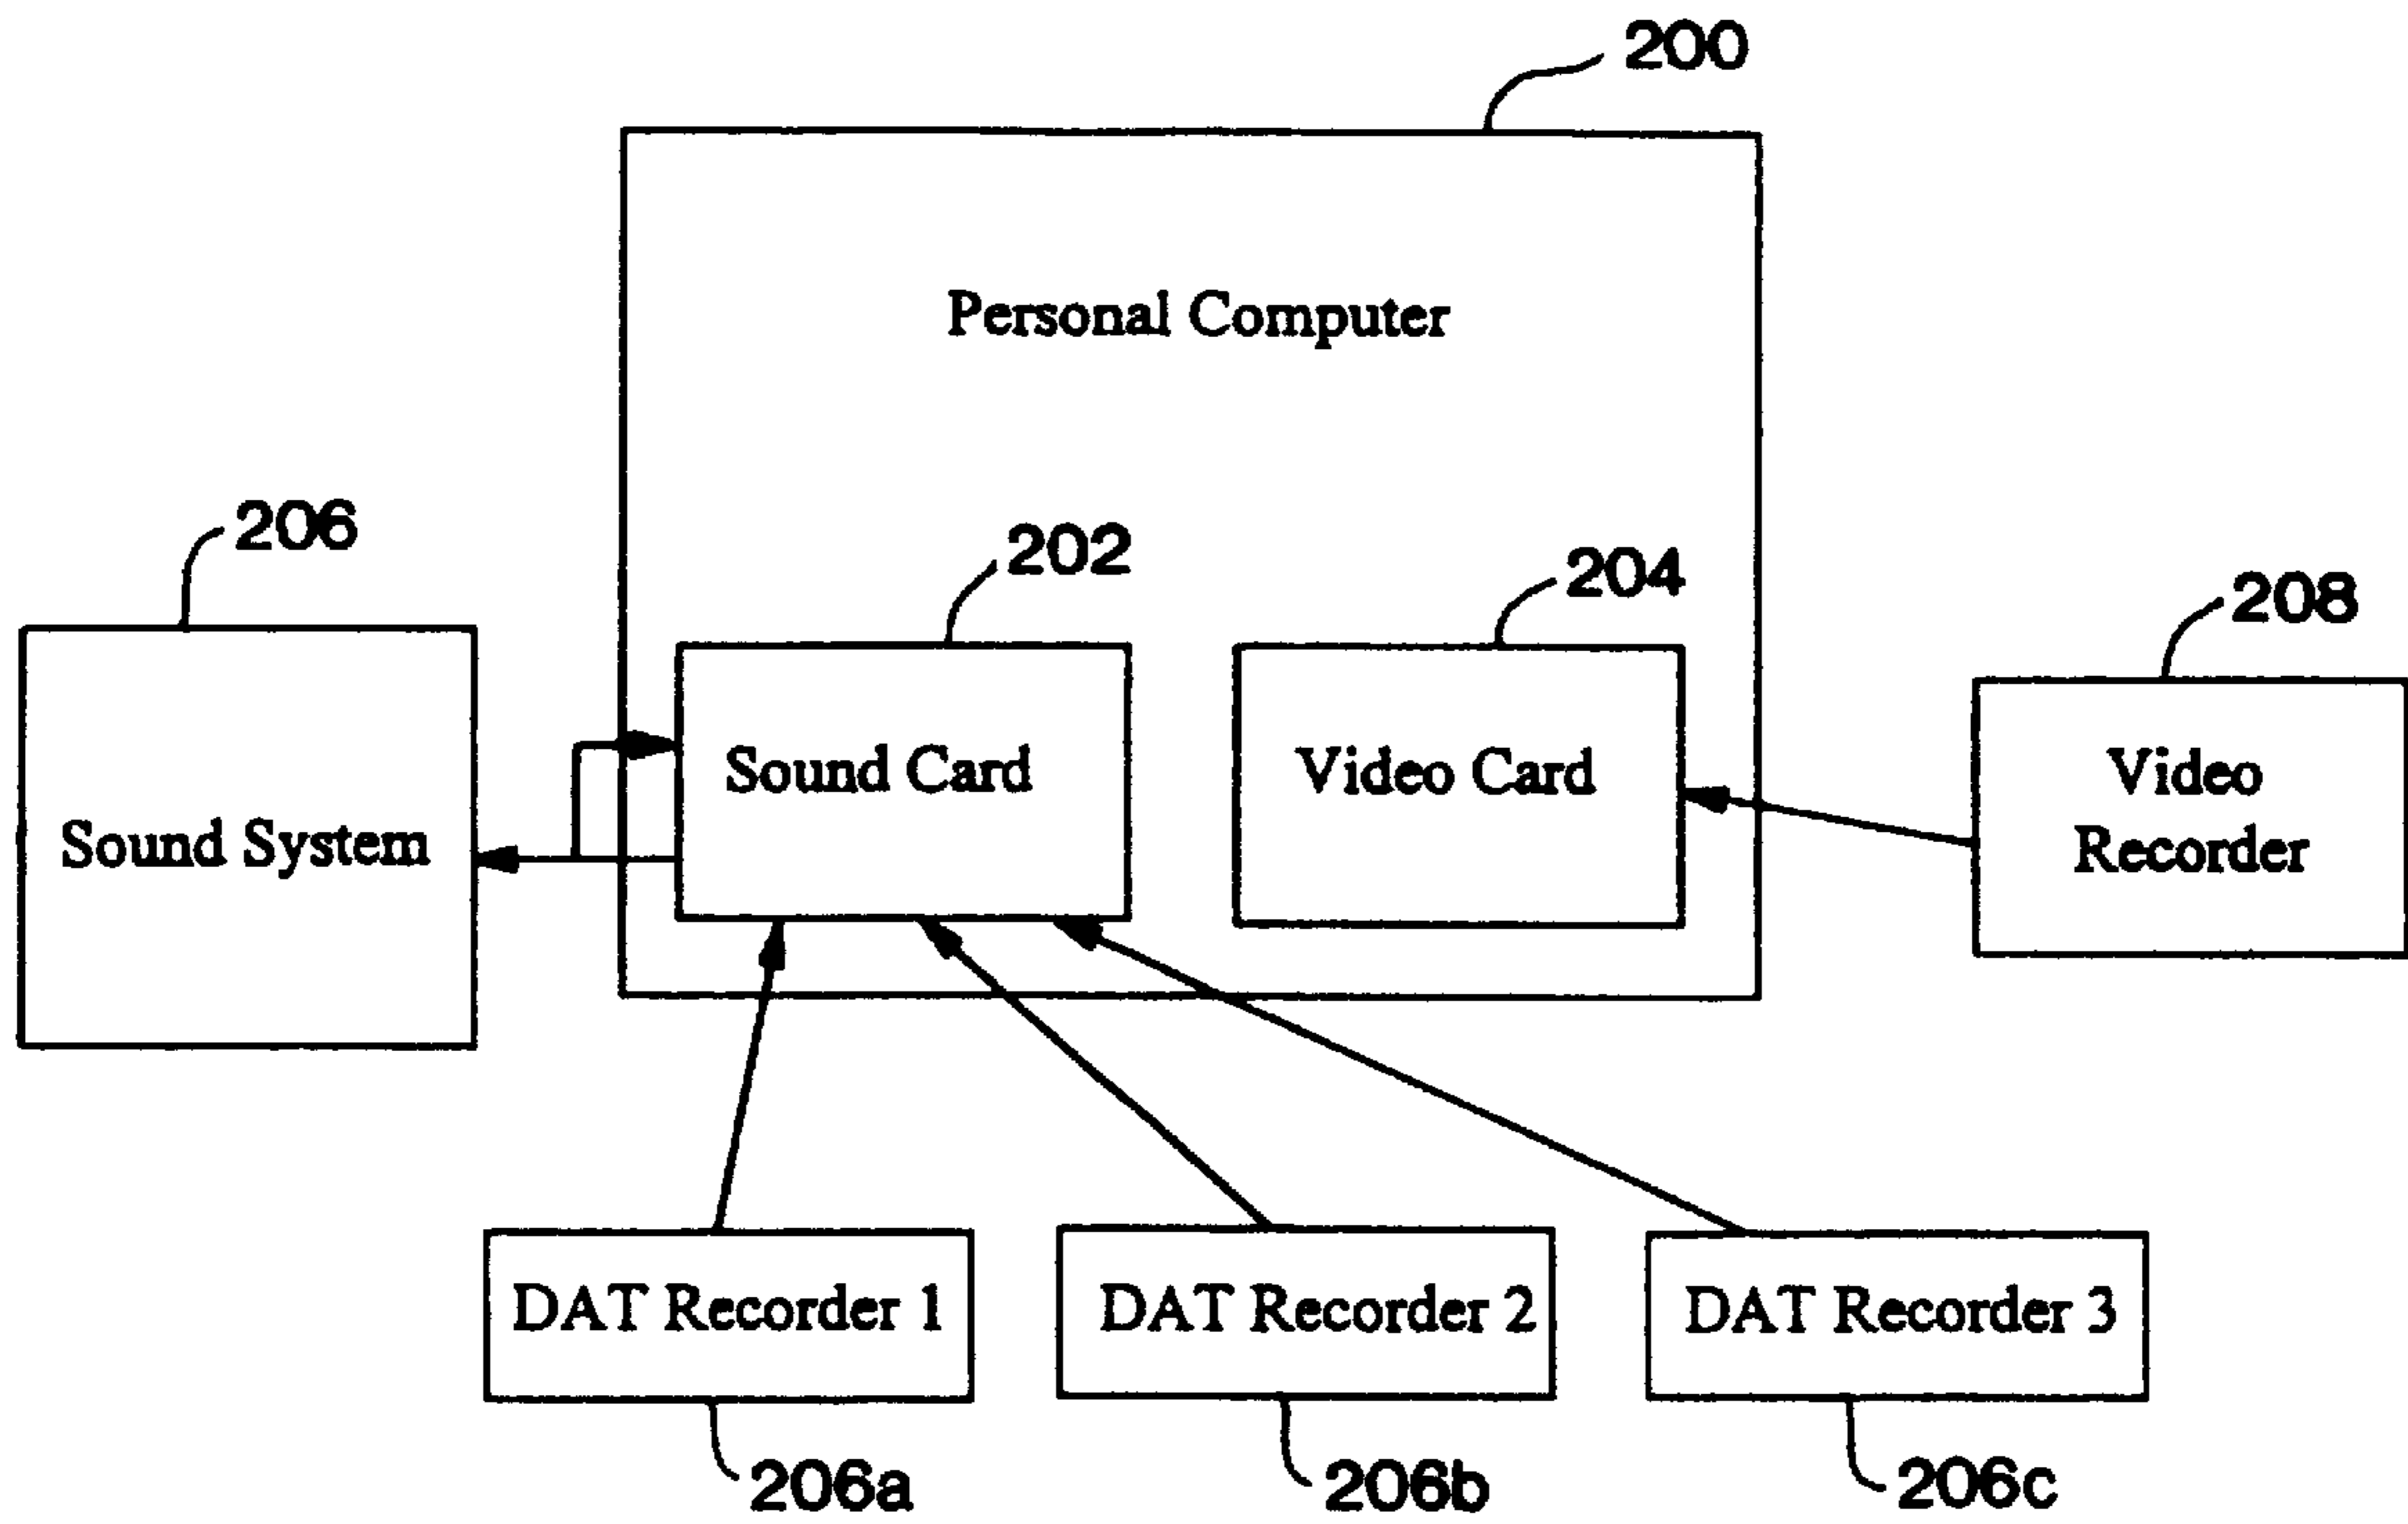 200
Personal Computer
206
202
204
208
Sound System
Sound Card
Video Card
Video
Recorder
DAT Recorder 1
DAT Recorder 2
DAT Recorder 3
206a
206b
206c